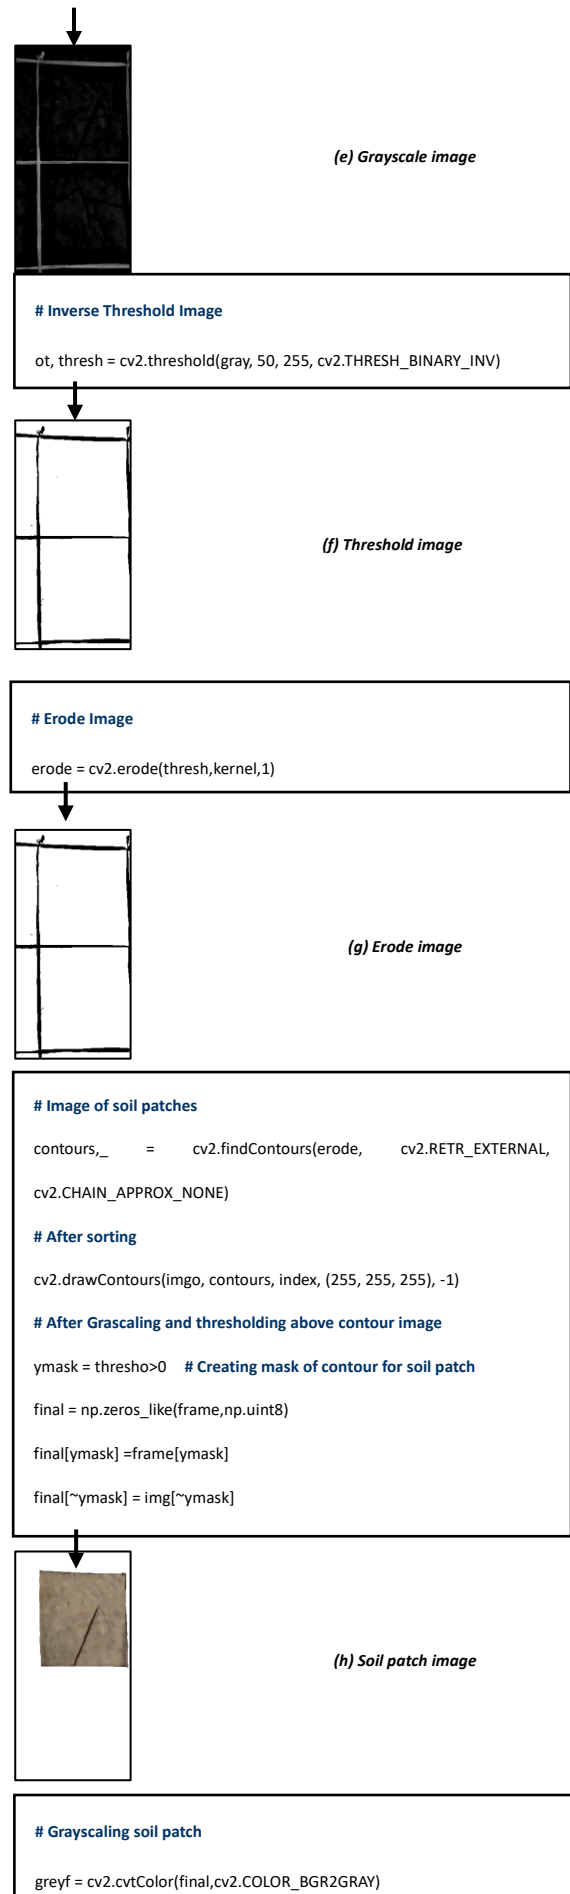 (e) Grayscale image
# Inverse Threshold Image
ot, thresh = cv2.threshold(gray, 50, 255, cv2.THRESH_BINARY_INV)
(f) Threshold image
# Erode Image
erode = cv2.erode(thresh,kernel,1)
(g) Erode image
# Image of soil patches
contours,_ = cv2.findContours(erode, cv2.RETR_EXTERNAL,
cv2.CHAIN_APPROX_NONE)
# After sorting
cv2.drawContours(imgo, contours, index, (255, 255, 255), -1)
# After Grascaling and thresholding above contour image
ymask = thresho>0 # Creating mask of contour for soil patch
final = np.zeros_like(frame,np.uint8)
final[ymask] =frame[ymask]
final[~ymask] = img[~ymask]
(h) Soil patch image
# Grayscaling soil patch
greyf = cv2.cvtColor(final,cv2.COLOR_BGR2GRAY)